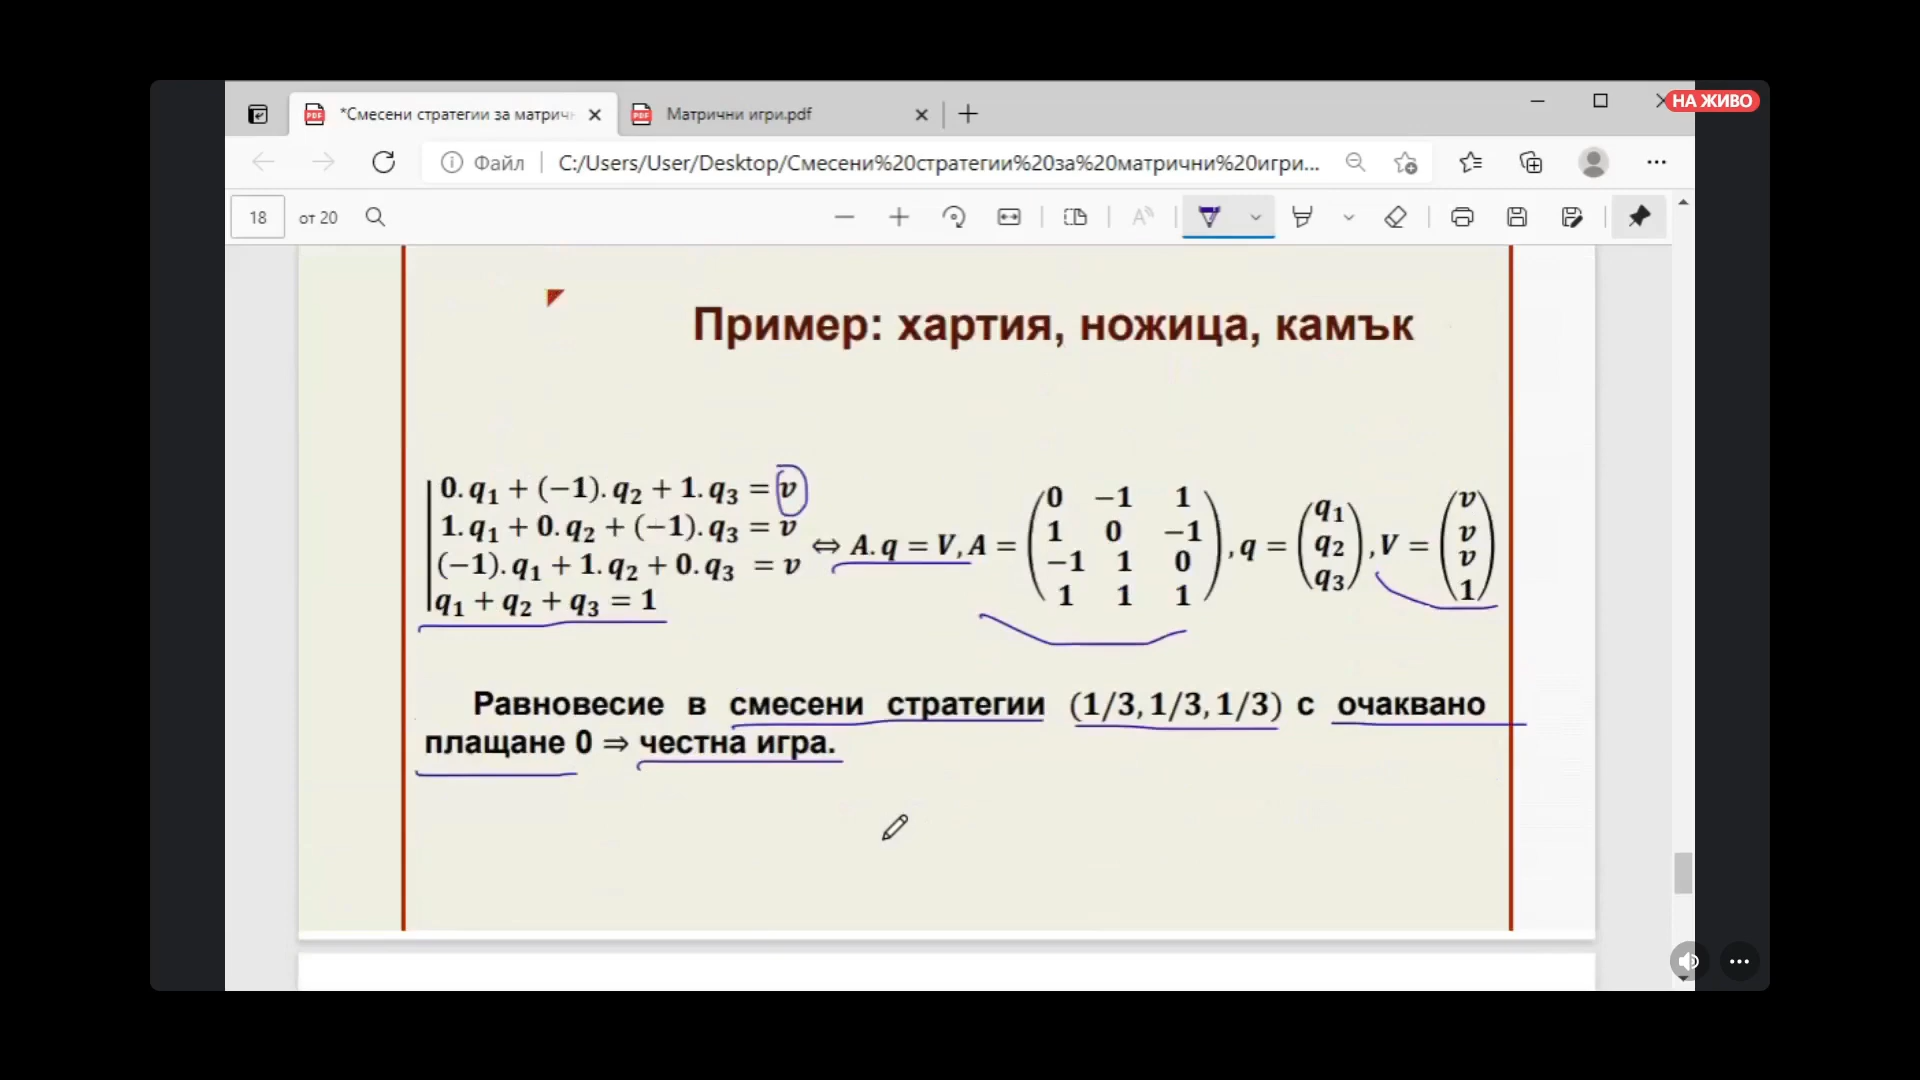 *Смесени стратегии за матричн
Матрични игри.pdf
НА ЖИВО
Файл
C:/Users/User/Desktop/Смесени%20стратегии%20за%20матрични%20игри...
18 от 20
Пример: хартия, ножица, камък
0. q₁ + (−1). q₂ + 1. q₃ = v
1. q₁ + 0. q₂ + (−1). q₃ = v
(−1). q₁ + 1. q₂ + 0. q₃ = v
q₁ + q₂ + q₃ = 1
⇔ A. q = V, A =
0 −1 1
1 0 −1
−1 1 0
1 1 1
, q =
q₁
q₂
q₃
, V =
v
v
v
1
Равновесие в смесени стратегии (1/3, 1/3, 1/3) с очаквано
плащане 0 ⇒ честна игра.